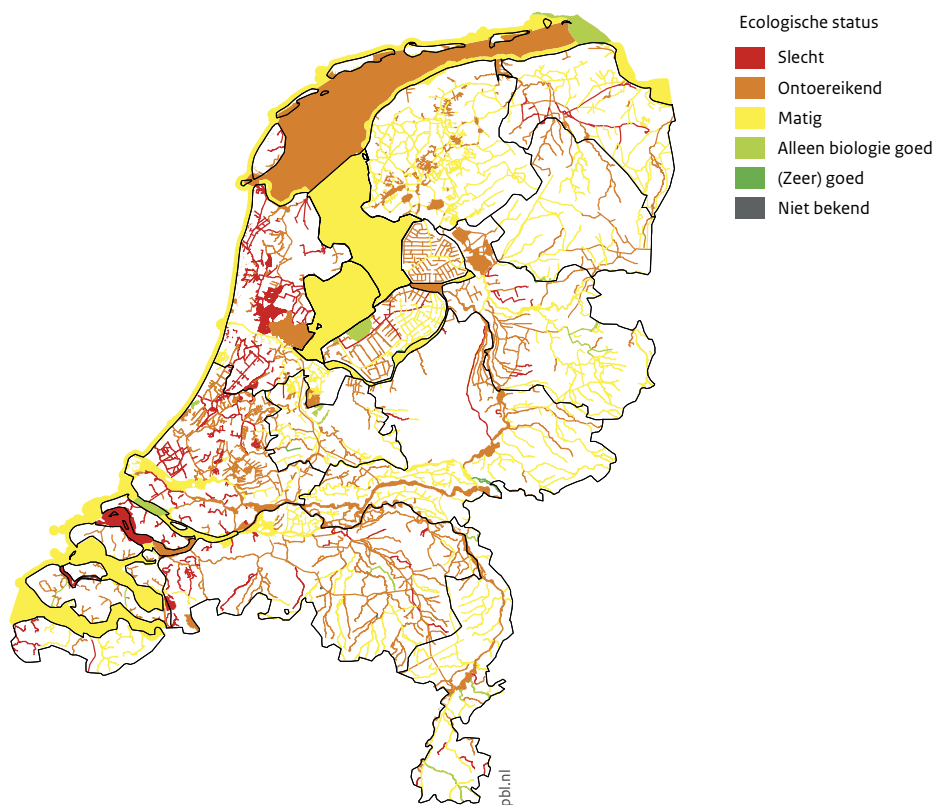 Ecologische status
Slecht
Ontoereikend
Matig
Alleen biologie goed
(Zeer) goed
Niet bekend
pbl.nl